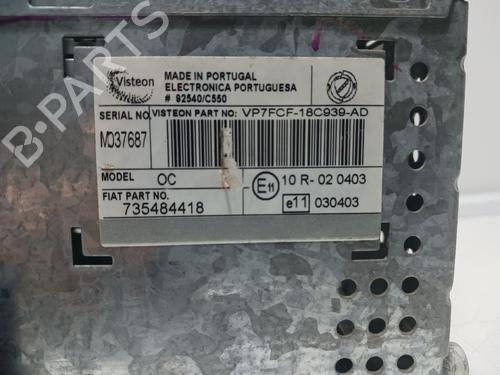 Visteon
MADE IN PORTUGAL
ELECTRONICA PORTUGUESA
# 92540/C550
SERIAL NO.
VISTEON PART NO: VP7FCF-18C939-AD
M037687
MODEL OC
E11 10 R- 02 0403
FIAT PART NO.
735484418
e11 030403
B-PARTS